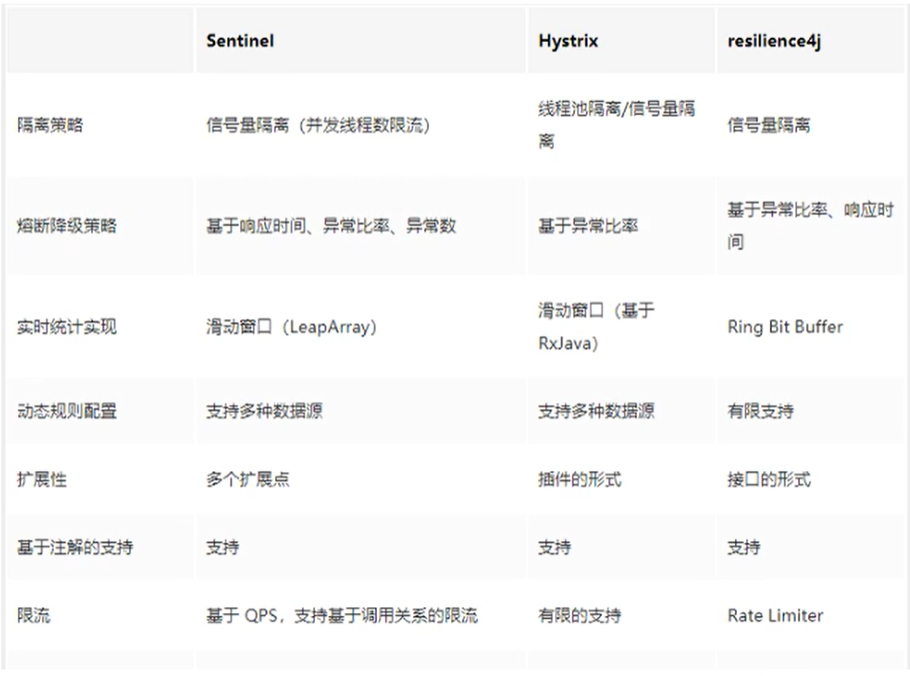 Sentinel Hystrix resilience4j
隔离策略 信号量隔离（并发线程数限流） 线程池隔离/信号量隔 信号量隔离
离
熔断降级策略 基于响应时间、异常比率、异常数 基于异常比率 基于异常比率、响应时
间
实时统计实现 滑动窗口（LeapArray） 滑动窗口（基于 Ring Bit Buffer
RxJava）
动态规则配置 支持多种数据源 支持多种数据源 有限支持
扩展性 多个扩展点 插件的形式 接口的形式
基于注解的支持 支持 支持 支持
限流 基于 QPS，支持基于调用关系的限流 有限的支持 Rate Limiter